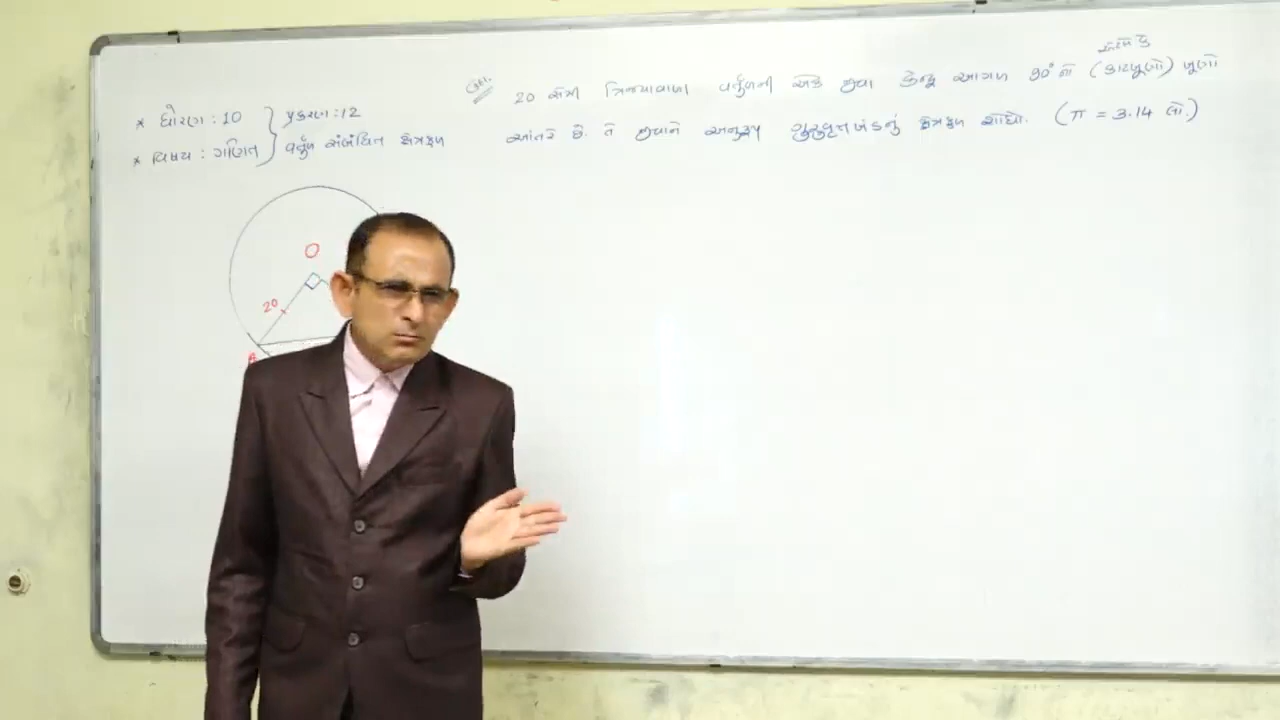 * ધોરણ : 10
* વિષય : ગણિત
પ્રકરણ : 12
વર્તુળ સંબંધિત ક્ષેત્રફળ
એટલે કે
20 સેમી ત્રિજ્યાવાળા વર્તુળની એક જીવા કેન્દ્ર આગળ 90° નો (કાટખૂણો) ખૂણો
આંતરે છે. તે જીવાને અનુરૂપ ગુરુવૃત્તખંડનું ક્ષેત્રફળ શોધો. (π = 3.14 લો.)
O
20
A